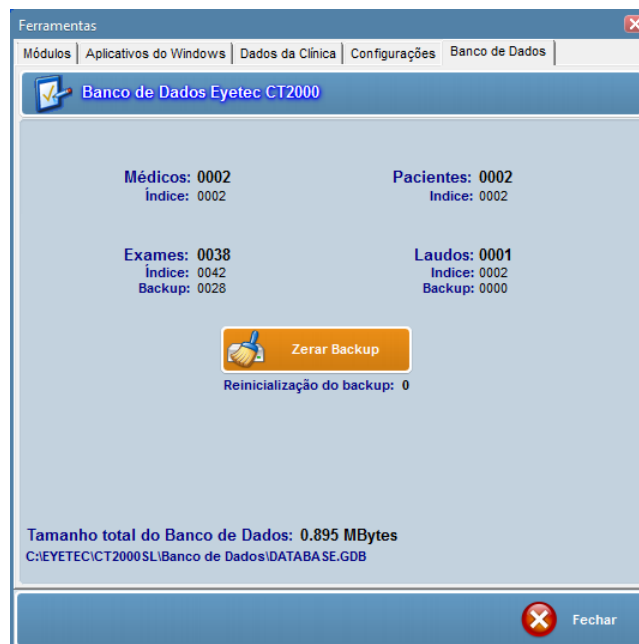 Ferramentas
Módulos Aplicativos do Windows Dados da Clínica Configurações Banco de Dados
Banco de Dados Eyetec CT2000
Médicos: 0002 Pacientes: 0002
Índice: 0002 Indice: 0002
Exames: 0038 Laudos: 0001
Índice: 0042 Indice: 0002
Backup: 0028 Backup: 0000
Zerar Backup
Reinicialização do backup: 0
Tamanho total do Banco de Dados: 0.895 MBytes
C:\EYETEC\CT2000SL\Banco de Dados\DATABASE.GDB
Fechar